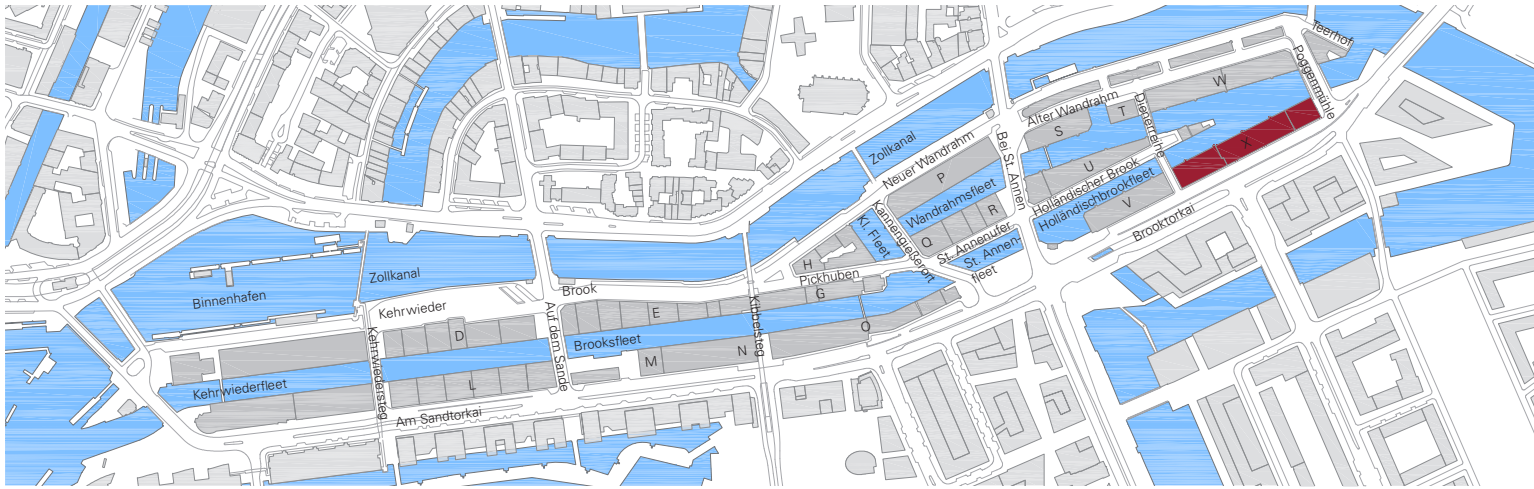 Teerhof
Poggenmühle
W
Alter Wandrahm
T
Dienerreihe
S
X
Zollkanal
Neuer Wandrahm
Bei St. Annen
U
Holländischer Brook
Holländischbrookfleet
V
Brooktorkai
P
Wandrahmsfleet
R
Q
Kannengießerort
Kl. Fleet
St. Annenufer
St. Annen-
fleet
H
Pickhuben
G
O
Binnenhafen
Zollkanal
Kehrwieder
Brook
E
Kibbelsteg
D
Auf dem Sande
Brooksfleet
M
N
Kehrwiederfleet
Kehrwiedersteg
L
Am Sandtorkai